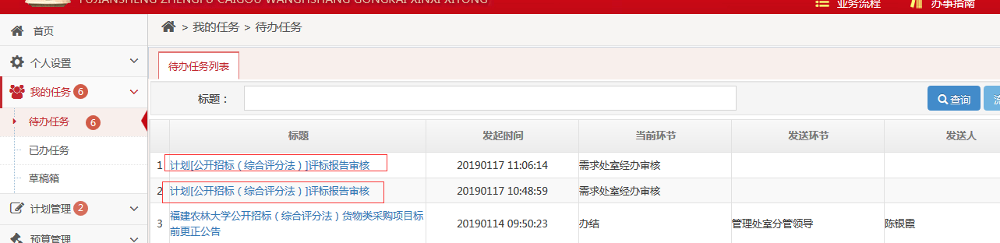 FUJIANSHENG ZHENGFU CAIGOU WANGHSHANG GONGKAI XINXI XITONG
业务流程
办事指南
首页
> 我的任务 > 待办任务
个人设置
待办任务列表
我的任务 6
标题：
查询
待办任务 6
标题 发起时间 当前环节 发送环节 发送人
已办任务
1 计划[公开招标（综合评分法）]评标报告审核 20190117 11:06:14 需求处室经办审核
草稿箱
2 计划[公开招标（综合评分法）]评标报告审核 20190117 10:48:59 需求处室经办审核
计划管理 2
3 福建农林大学公开招标（综合评分法）货物类采购项目标
前更正公告
20190114 09:50:23 办结 管理处室分管领导 陈银霞
预算管理